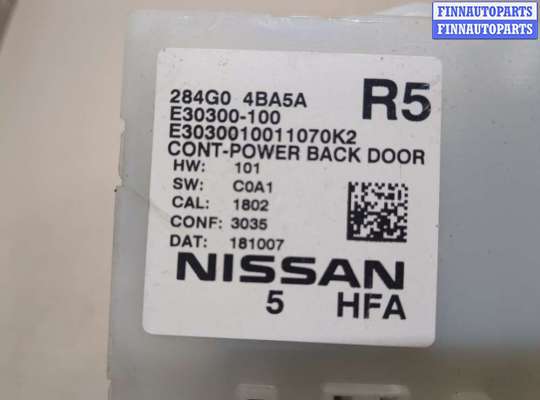 FINNAUTOPARTS
FINNAUTOPARTS
284G0 4BA5A R5
E30300-100
E3030010011070K2
CONT-POWER BACK DOOR
HW: 101
SW: C0A1
CAL: 1802
CONF: 3035
DAT: 181007
NISSAN
5 HFA